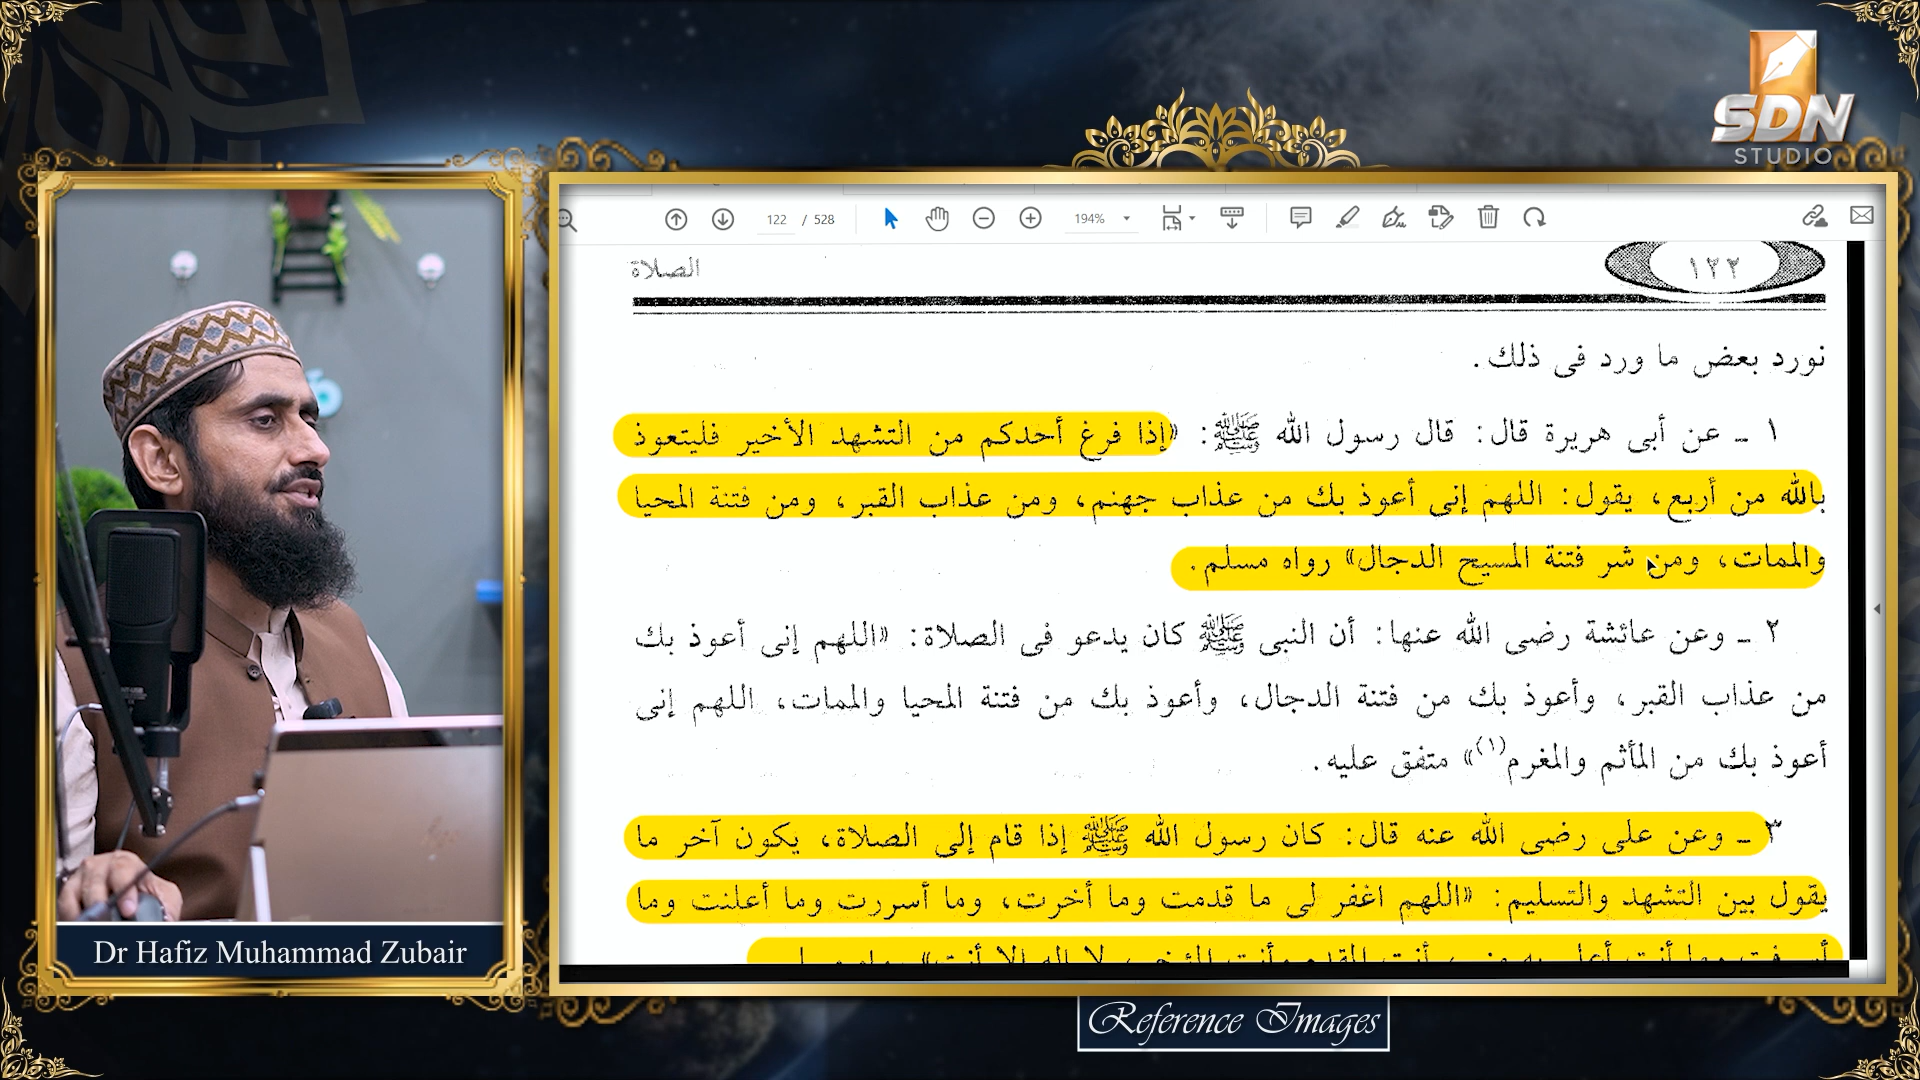 SDN
STUDIO
122 / 528
194%
الصلاة
١٢٢
نورد بعض ما ورد فى ذلك.
١ ـ عن أبى هريرة قال: قال رسول الله ﷺ: «إذا فرغ أحدكم من التشهد الأخير فليتعوذ
بالله من أربع، يقول: اللهم إنى أعوذ بك من عذاب جهنم، ومن عذاب القبر، ومن فتنة المحيا
والممات، ومن شر فتنة المسيح الدجال» رواه مسلم.
٢ ـ وعن عائشة رضى الله عنها: أن النبى ﷺ كان يدعو فى الصلاة: «اللهم إنى أعوذ بك
من عذاب القبر، وأعوذ بك من فتنة الدجال، وأعوذ بك من فتنة المحيا والممات، اللهم إنى
أعوذ بك من المأثم والمغرم(١)» متفق عليه.
٣ ـ وعن على رضى الله عنه قال: كان رسول الله ﷺ إذا قام إلى الصلاة، يكون آخر ما
يقول بين التشهد والتسليم: «اللهم اغفر لى ما قدمت وما أخرت، وما أسررت وما أعلنت وما
Dr Hafiz Muhammad Zubair
Reference Images